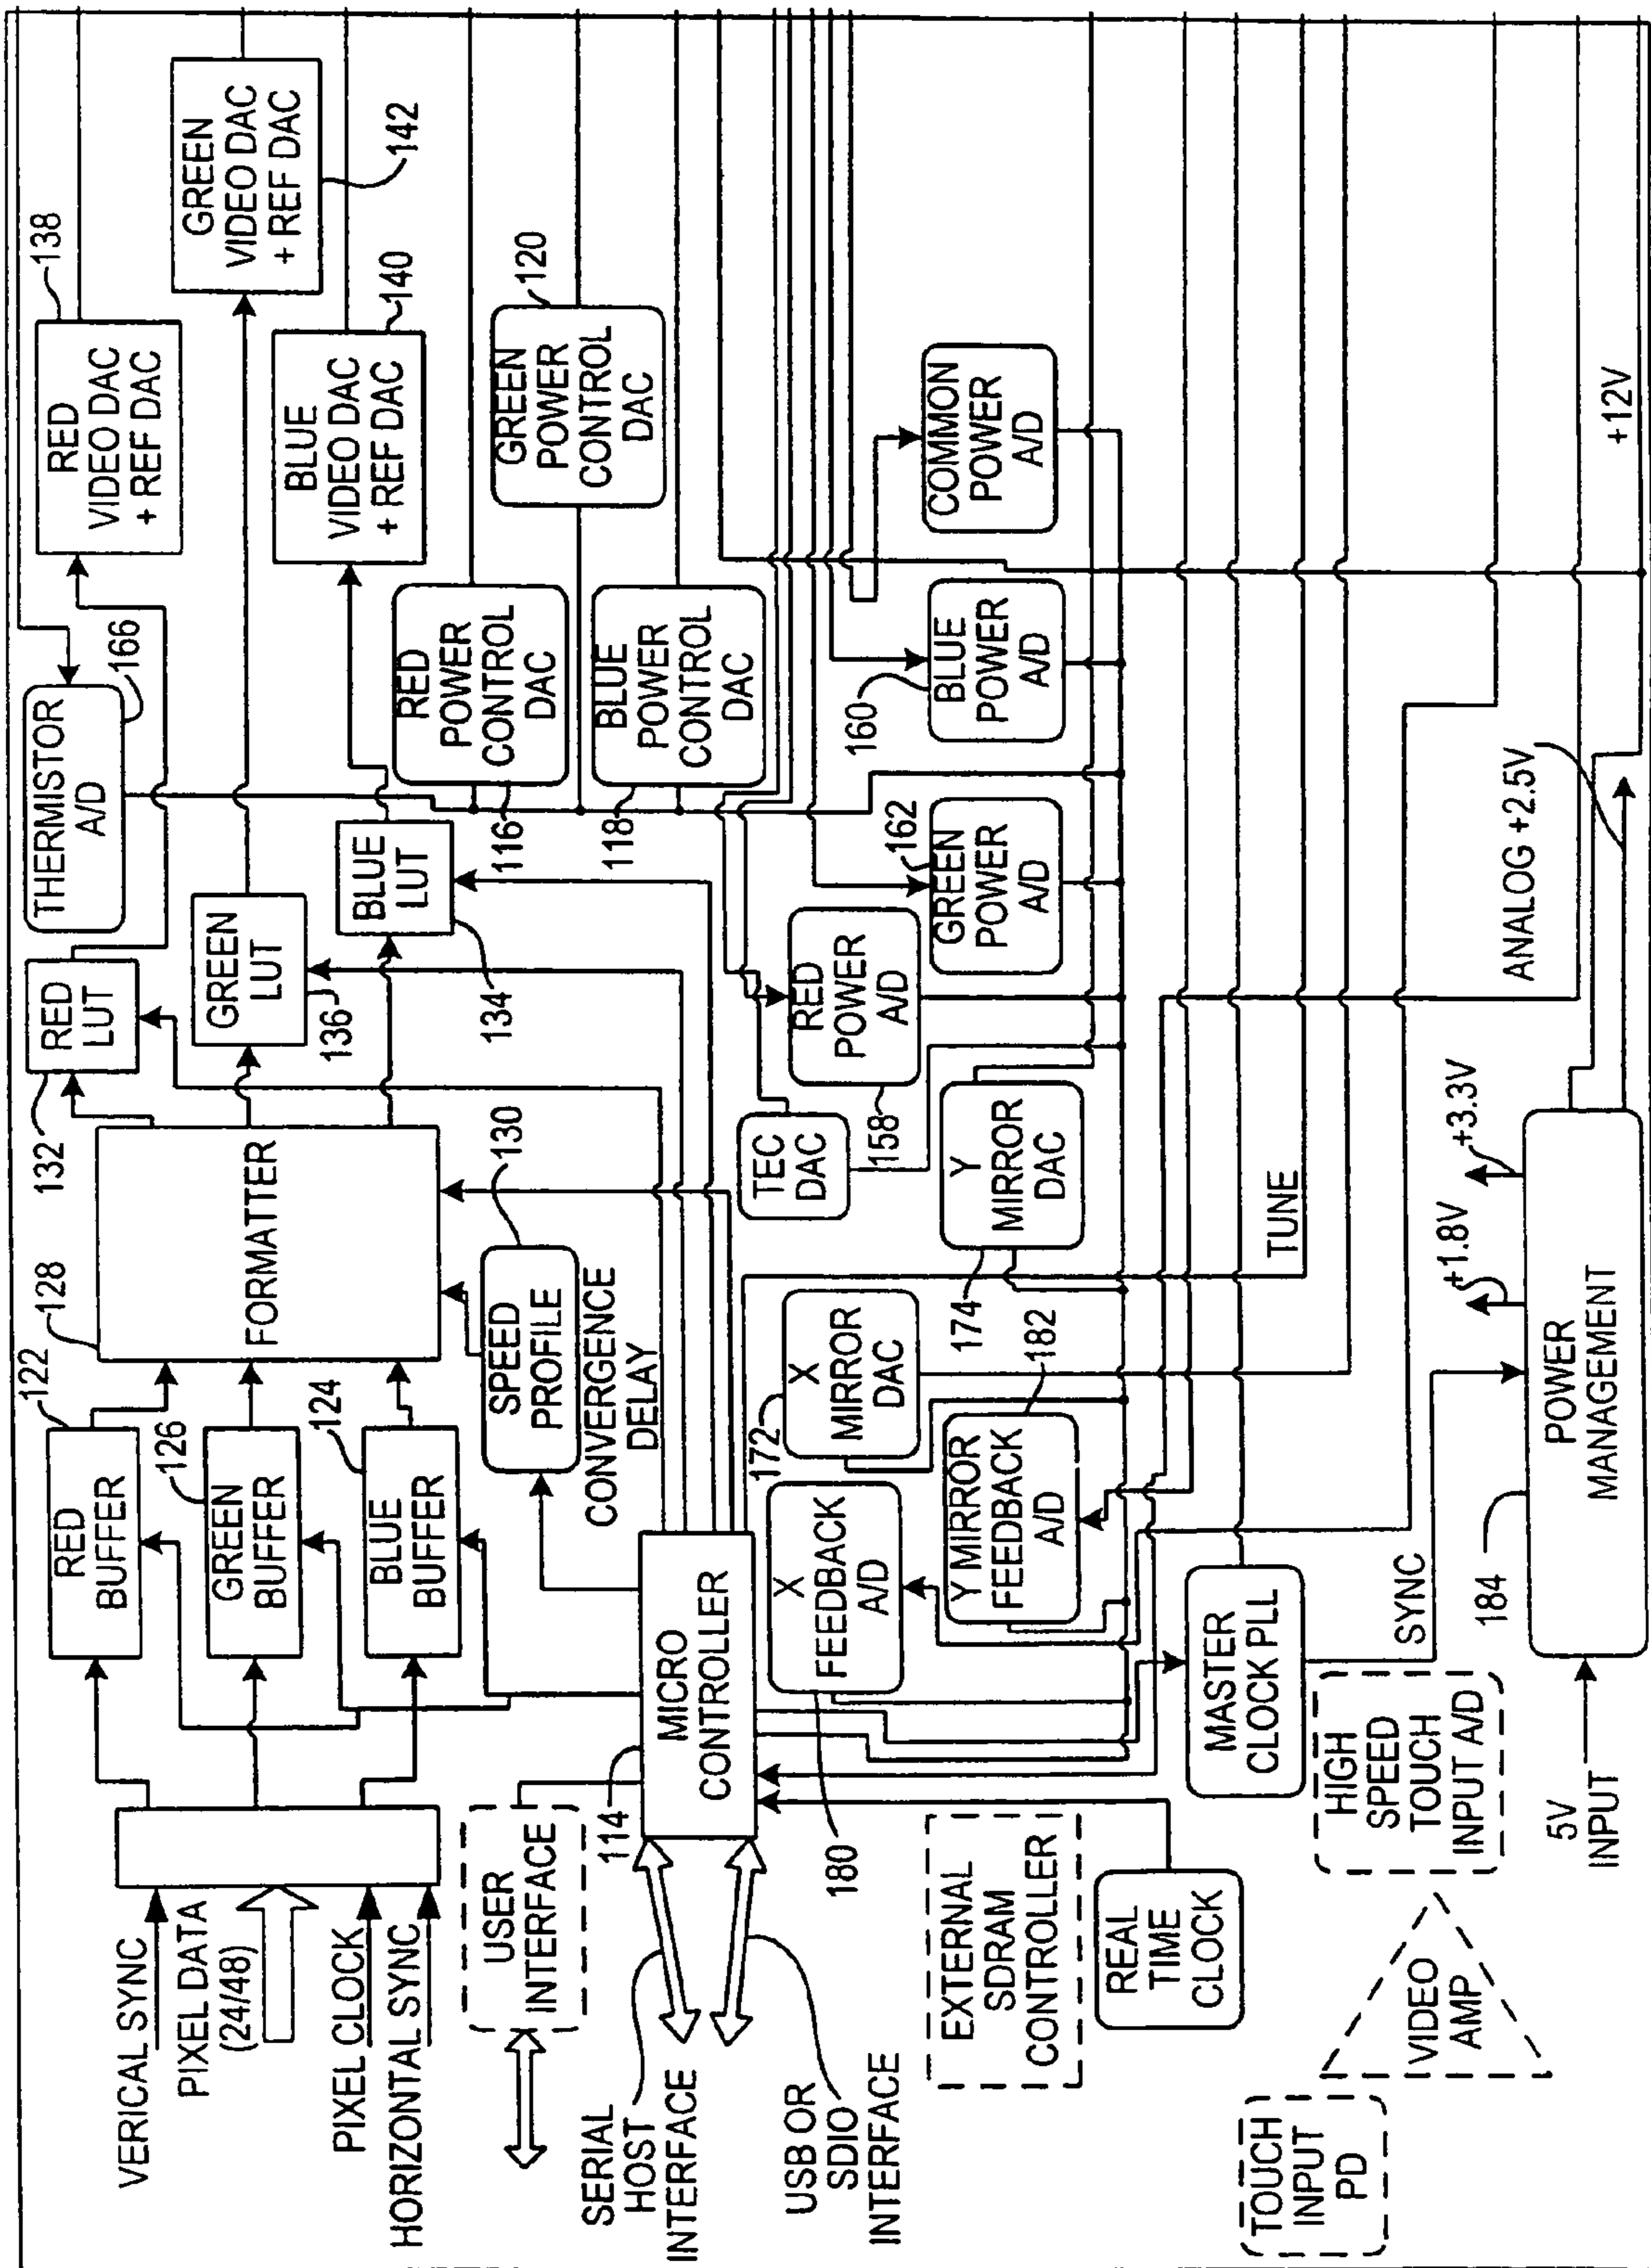 VERICAL SYNC
PIXEL DATA
(24/48)
PIXEL CLOCK
HORIZONTAL SYNC
RED
BUFFER
122
GREEN
BUFFER
126
BLUE
BUFFER
124
FORMATTER
128
SPEED
PROFILE
130
CONVERGENCE
DELAY
RED
LUT
132
GREEN
LUT
136
BLUE
LUT
134
THERMISTOR
A/D
166
RED
VIDEO DAC
+ REF DAC
138
GREEN
VIDEO DAC
+ REF DAC
142
BLUE
VIDEO DAC
+ REF DAC
140
RED
POWER
CONTROL
DAC
116
GREEN
POWER
CONTROL
DAC
120
BLUE
POWER
CONTROL
DAC
118
USER
INTERFACE
SERIAL
HOST
INTERFACE
USB OR
SDIO
INTERFACE
MICRO
CONTROLLER
114
TEC
DAC
RED
POWER
A/D
158
GREEN
POWER
A/D
162
BLUE
POWER
A/D
160
COMMON
POWER
A/D
X
FEEDBACK
A/D
180
X
MIRROR
DAC
172
Y MIRROR
FEEDBACK
A/D
182
Y
MIRROR
DAC
174
EXTERNAL
SDRAM
CONTROLLER
REAL
TIME
CLOCK
MASTER
CLOCK PLL
TUNE
SYNC
TOUCH
INPUT
PD
VIDEO
AMP
HIGH
SPEED
TOUCH
INPUT A/D
5V
INPUT
POWER
MANAGEMENT
184
+1.8V
+3.3V
ANALOG +2.5V
+12V